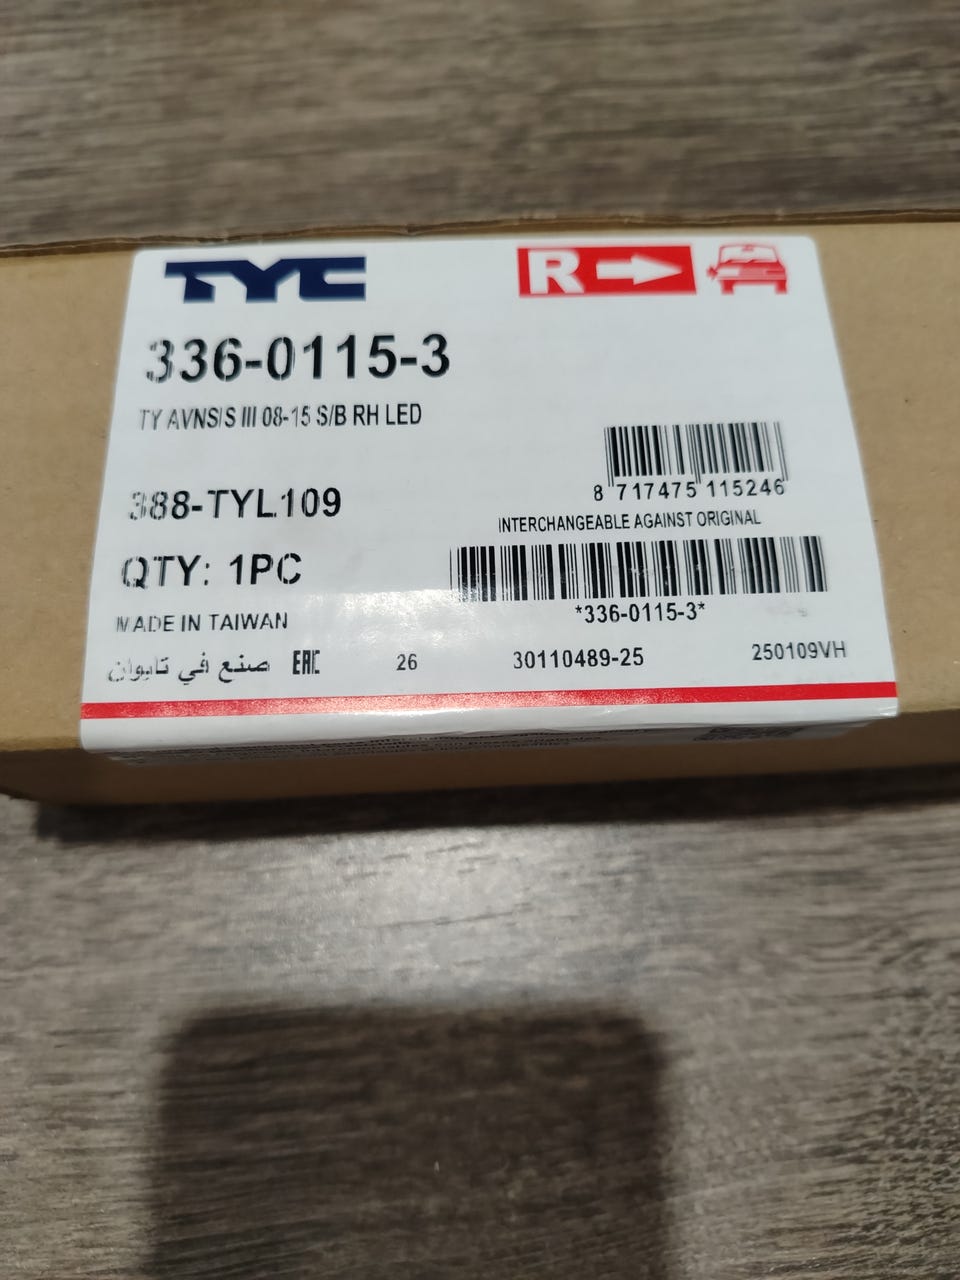 TYC
R
336-0115-3
TY AVNSIS III 08-15 S/B RH LED
8 717475 115246
388-TYL109
INTERCHANGEABLE AGAINST ORIGINAL
QTY: 1PC
*336-0115-3*
MADE IN TAIWAN
صنع في تايوان EAC 26 30110489-25 250109VH